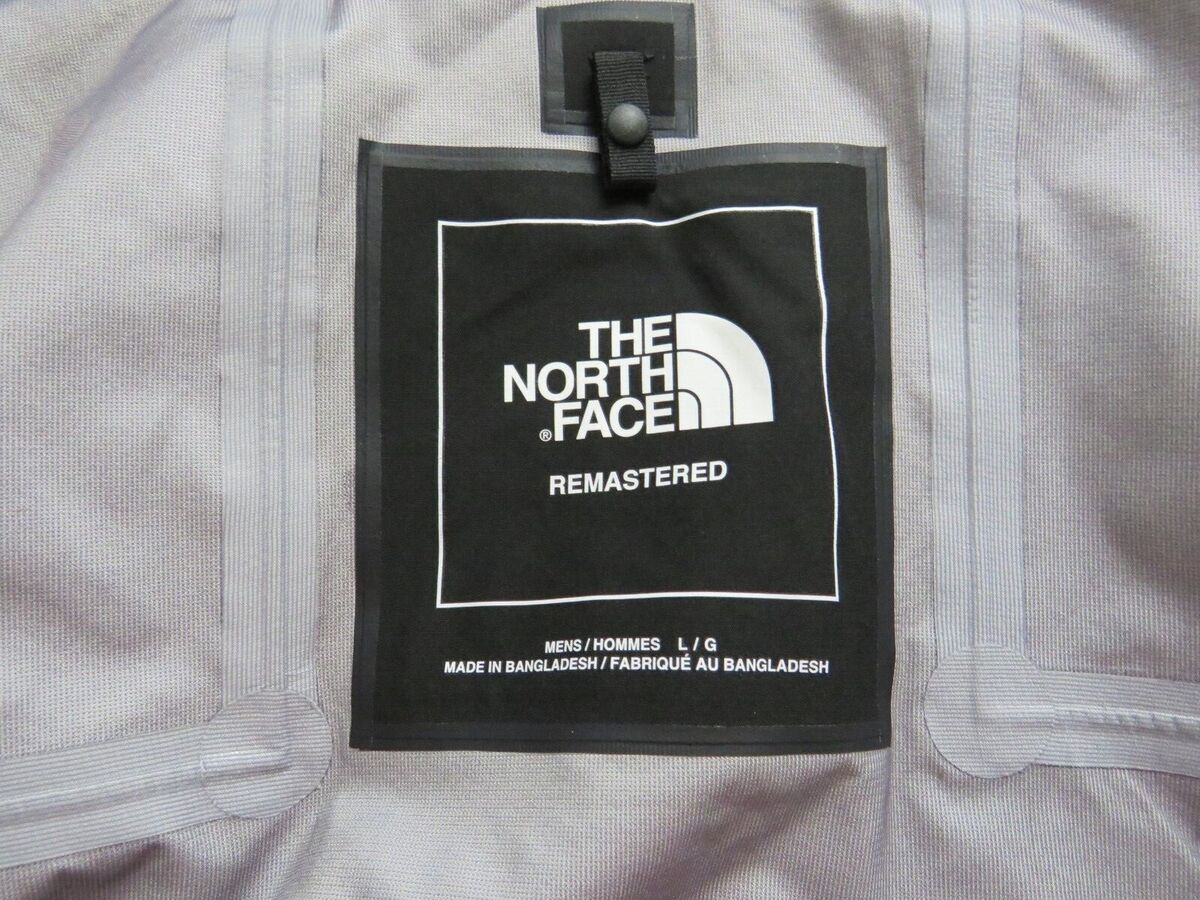 THE
NORTH
® FACE
REMASTERED
MENS / HOMMES L / G
MADE IN BANGLADESH / FABRIQUÉ AU BANGLADESH